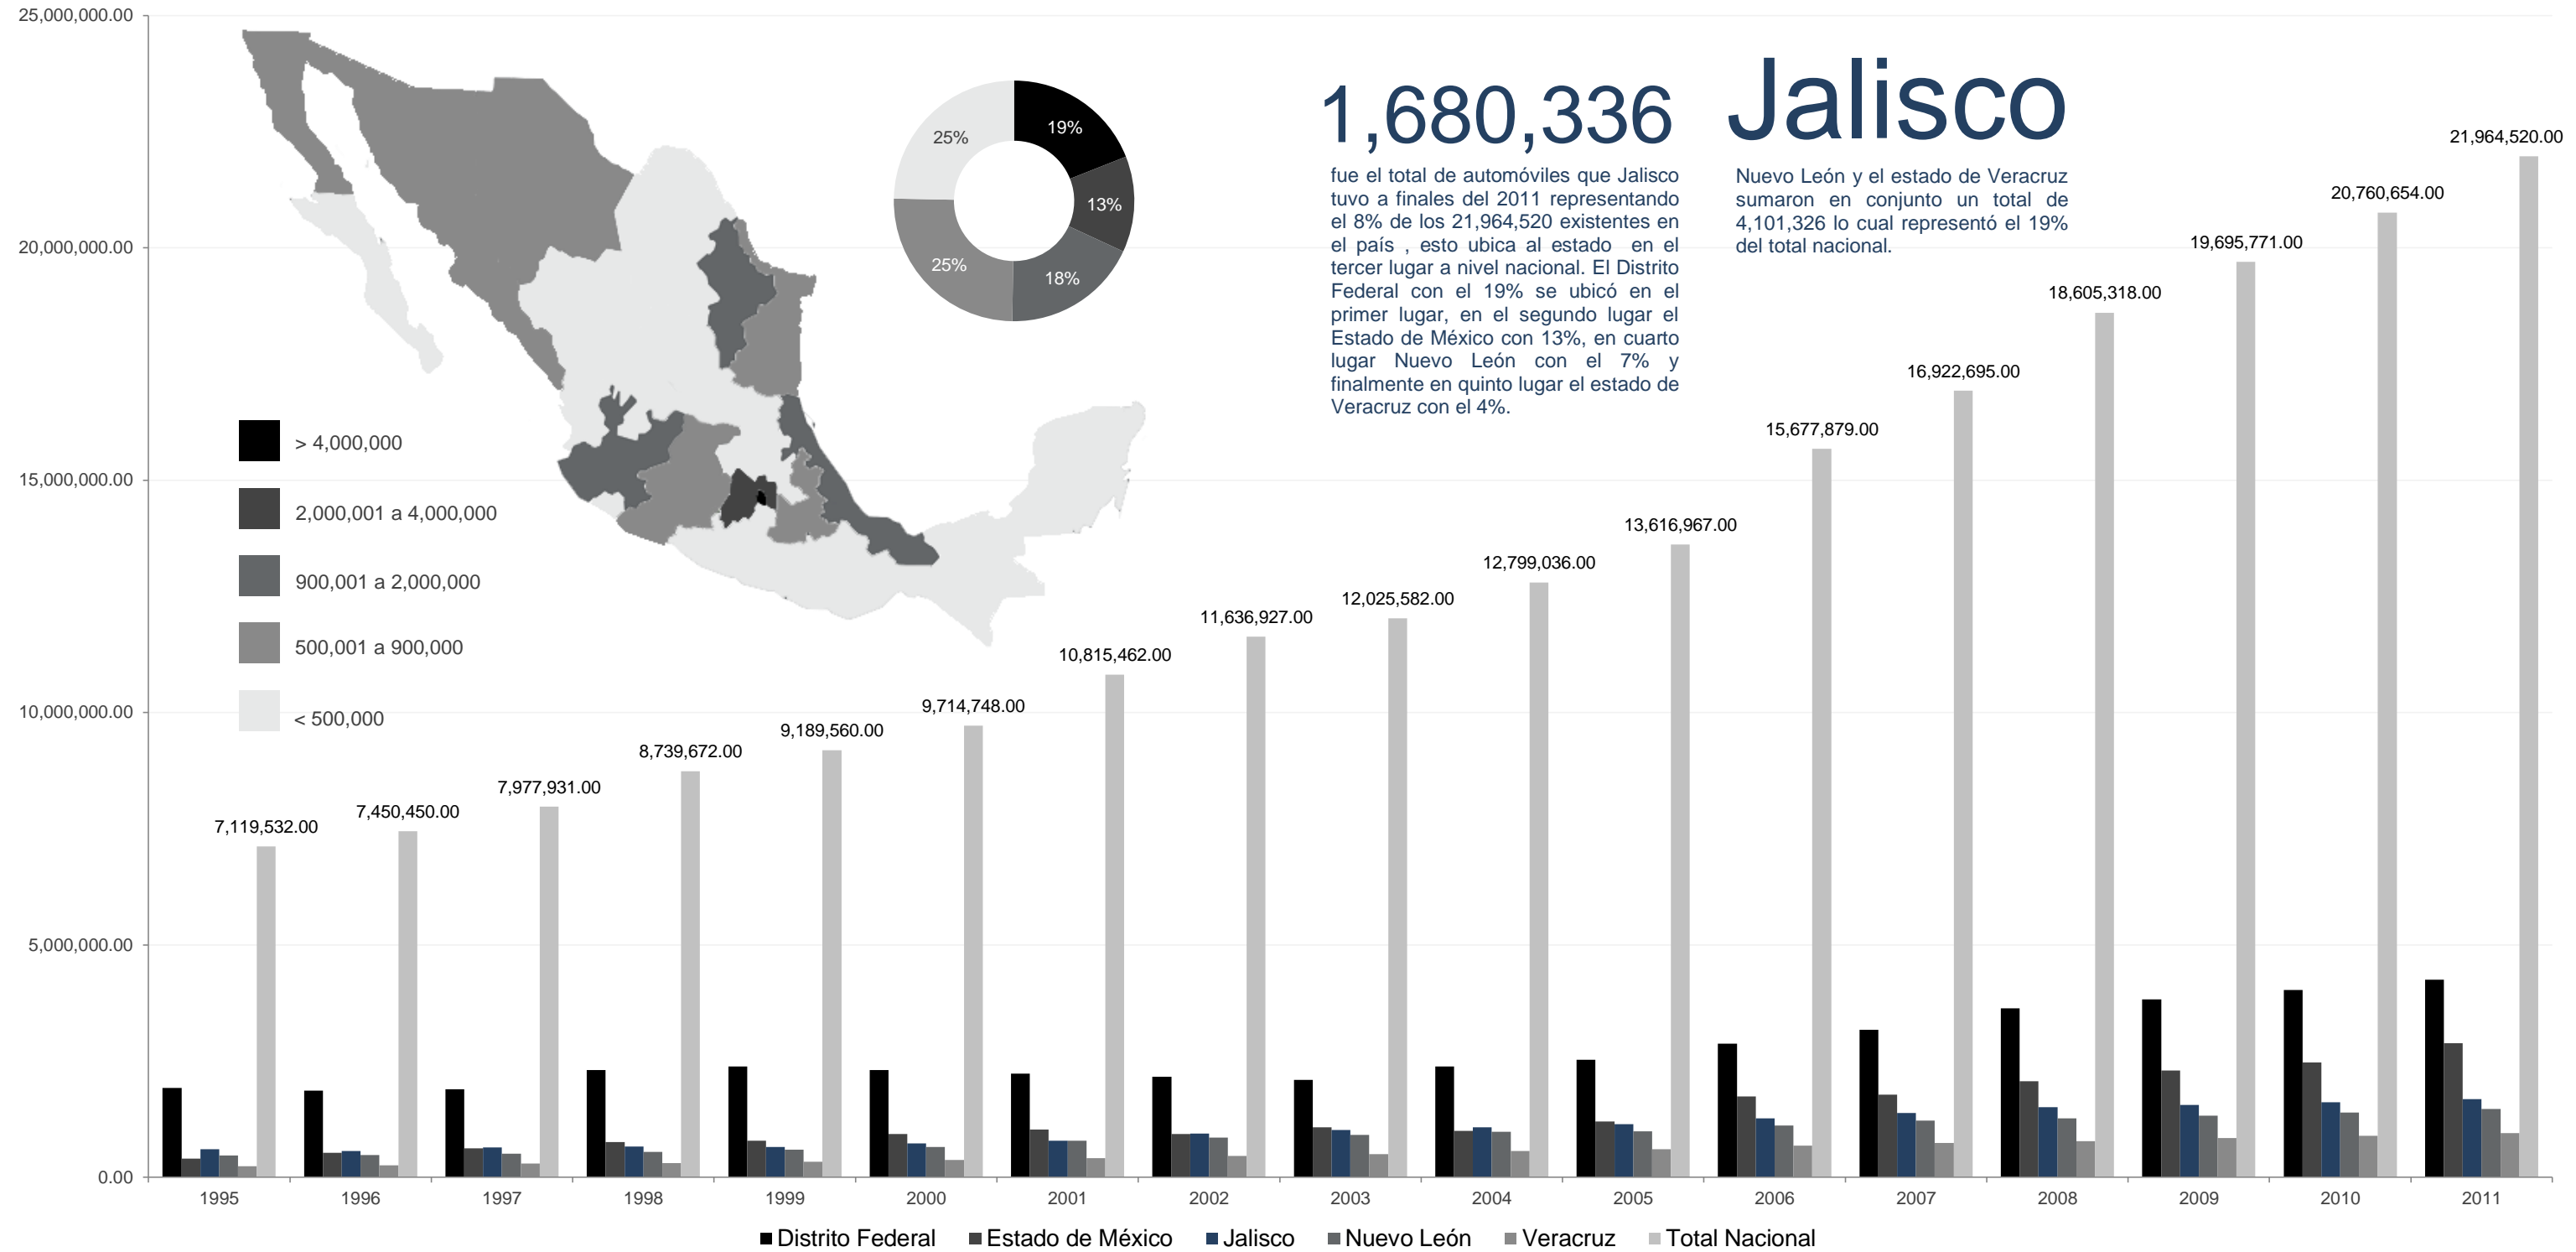 25,000,000.00
20,000,000.00
15,000,000.00
10,000,000.00
5,000,000.00
0.00
> 4,000,000
2,000,001 a 4,000,000
900,001 a 2,000,000
500,001 a 900,000
< 500,000
19%
13%
18%
25%
25%
1,680,336
fue el total de automóviles que Jalisco
tuvo a finales del 2011 representando
el 8% de los 21,964,520 existentes en
el país , esto ubica al estado en el
tercer lugar a nivel nacional. El Distrito
Federal con el 19% se ubicó en el
primer lugar, en el segundo lugar el
Estado de México con 13%, en cuarto
lugar Nuevo León con el 7% y
finalmente en quinto lugar el estado de
Veracruz con el 4%.
Jalisco
Nuevo León y el estado de Veracruz
sumaron en conjunto un total de
4,101,326 lo cual representó el 19%
del total nacional.
7,119,532.00
7,450,450.00
7,977,931.00
8,739,672.00
9,189,560.00
9,714,748.00
10,815,462.00
11,636,927.00
12,025,582.00
12,799,036.00
13,616,967.00
15,677,879.00
16,922,695.00
18,605,318.00
19,695,771.00
20,760,654.00
21,964,520.00
1995 1996 1997 1998 1999 2000 2001 2002 2003 2004 2005 2006 2007 2008 2009 2010 2011
Distrito Federal Estado de México Jalisco Nuevo León Veracruz Total Nacional